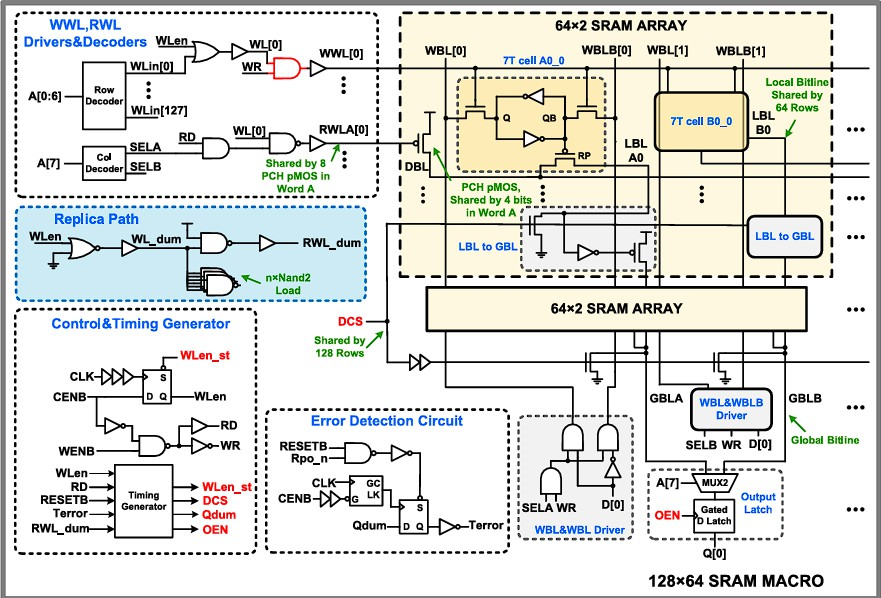 WWL,RWL
Drivers&Decoders
WLen
WL[0]
WLin[0]
WR
WWL[0]
A[0:6]
Row
Decoder
WLin[127]
RD
WL[0]
RWLA[0]
SELA
A[7]
Col
Decoder
SELB
Shared by 8
PCH pMOS in
Word A
64×2 SRAM ARRAY
WBL[0]
WBLB[0]
WBL[1]
WBLB[1]
7T cell A0_0
Q
QB
RP
7T cell B0_0
Local Bitline
Shared by
64 Rows
LBL
B0
LBL
A0
DBL
PCH pMOS,
Shared by 4 bits
in Word A
LBL to GBL
LBL to GBL
Replica Path
WLen
WL_dum
RWL_dum
n×Nand2
Load
64×2 SRAM ARRAY
DCS
Shared by
128 Rows
Control&Timing Generator
WLen_st
CLK
S
D Q
CENB
WLen
RD
WR
WENB
WLen
RD
RESETB
Terror
RWL_dum
Timing
Generator
WLen_st
DCS
Qdum
OEN
Error Detection Circuit
RESETB
Rpo_n
CLK
CENB
GC
LK
G
S
Qdum
D Q
Terror
SELA WR
D[0]
WBL&WBL Driver
GBLA
GBLB
WBL&WBLB
Driver
SELB WR D[0]
Global Bitline
A[7]
MUX2
Output
Latch
OEN
Gated
D Latch
Q[0]
128×64 SRAM MACRO